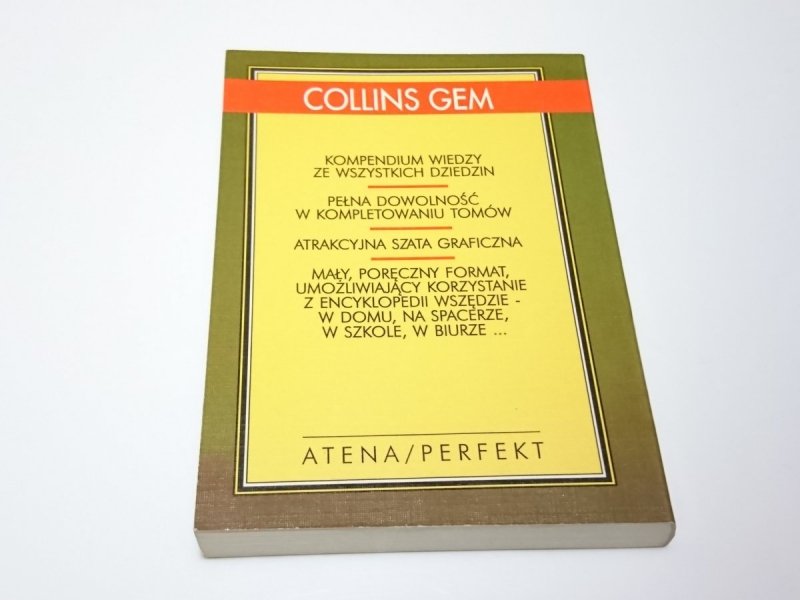 COLLINS GEM
KOMPENDIUM WIEDZY
ZE WSZYSTKICH DZIEDZIN
PEŁNA DOWOLNOŚĆ
W KOMPLETOWANIU TOMÓW
ATRAKCYJNA SZATA GRAFICZNA
MAŁY, PORĘCZNY FORMAT,
UMOŻLIWIAJĄCY KORZYSTANIE
Z ENCYKLOPEDII WSZĘDZIE -
W DOMU, NA SPACERZE,
W SZKOLE, W BIURZE ...
ATENA/PERFEKT